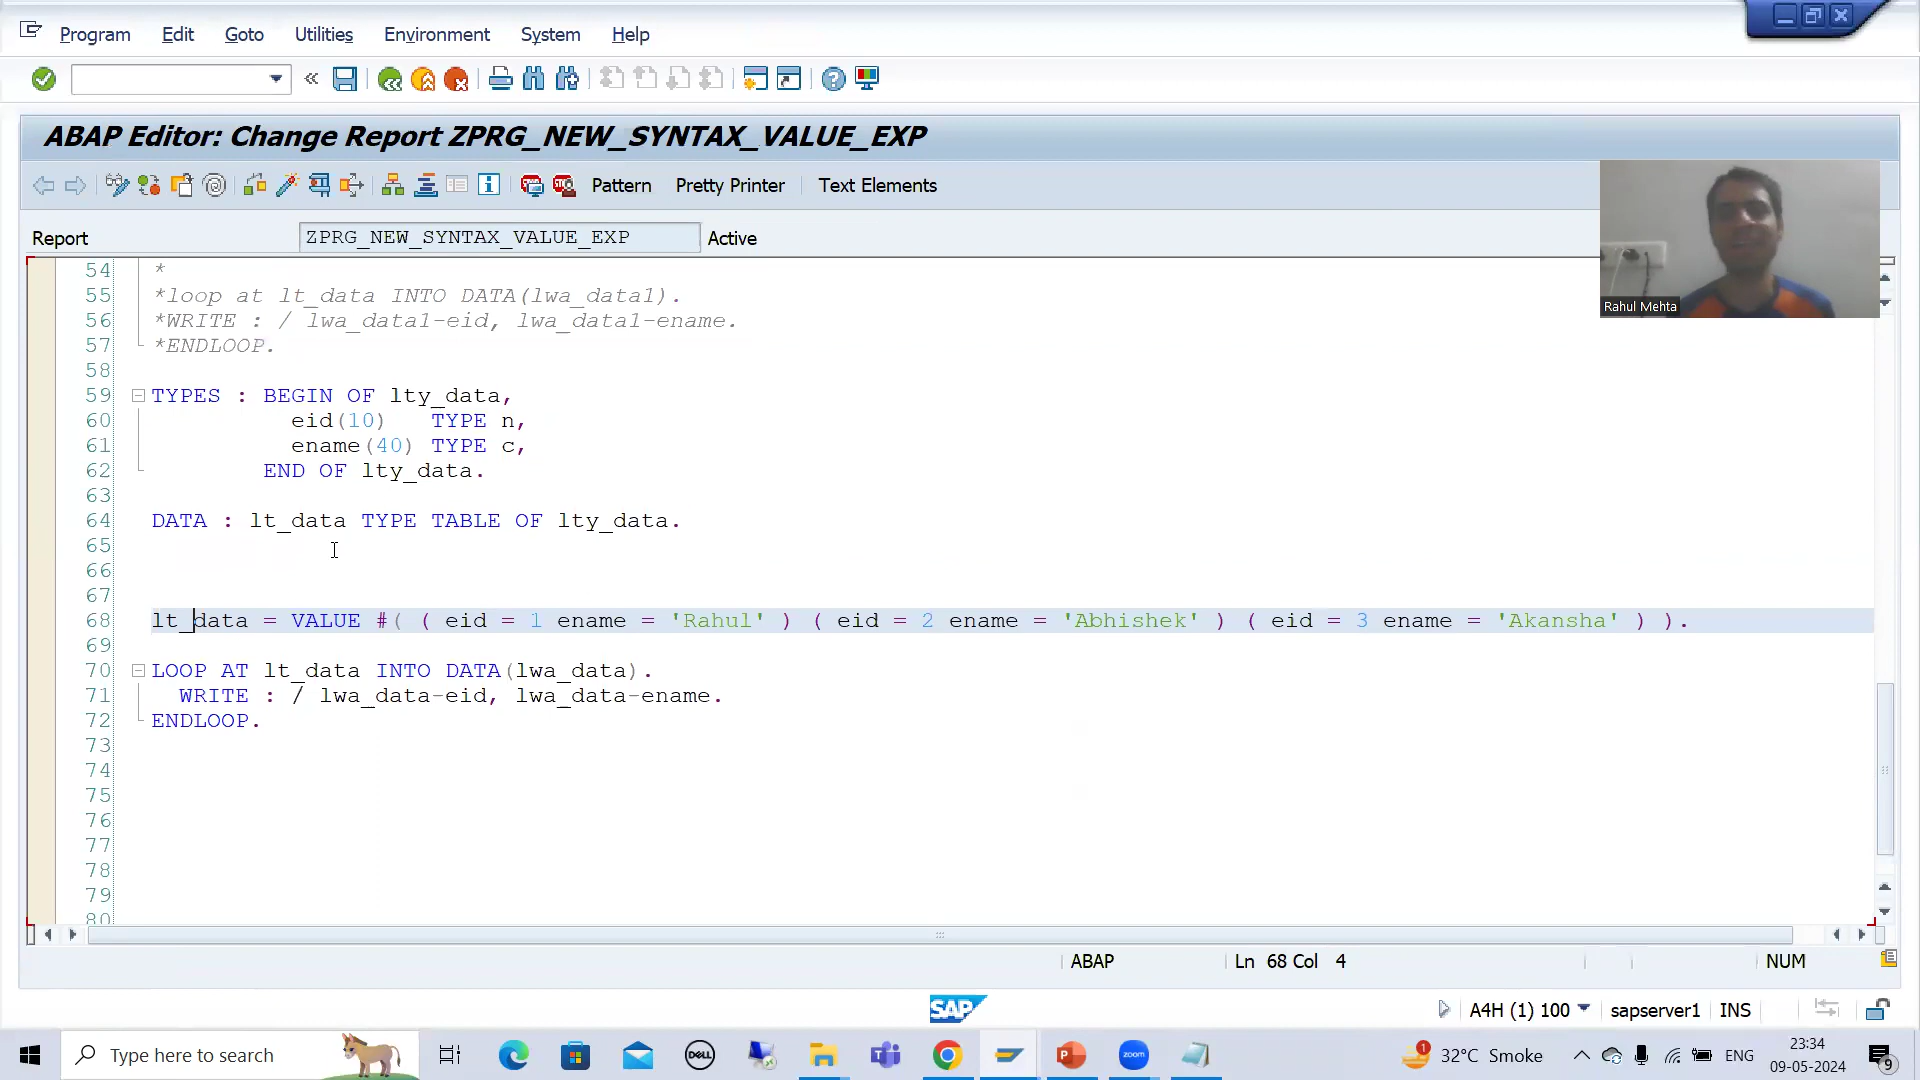 Program Edit Goto Utilities Environment System Help
ABAP Editor: Change Report ZPRG_NEW_SYNTAX_VALUE_EXP
Pattern Pretty Printer Text Elements
Report ZPRG_NEW_SYNTAX_VALUE_EXP Active
Rahul Mehta
54 *
55 *loop at lt_data INTO DATA(lwa_data1).
56 *WRITE : / lwa_data1-eid, lwa_data1-ename.
57 *ENDLOOP.
58
59 TYPES : BEGIN OF lty_data,
60 eid(10) TYPE n,
61 ename(40) TYPE c,
62 END OF lty_data.
63
64 DATA : lt_data TYPE TABLE OF lty_data.
65
66
67
68 lt_data = VALUE #( ( eid = 1 ename = 'Rahul' ) ( eid = 2 ename = 'Abhishek' ) ( eid = 3 ename = 'Akansha' ) ).
69
70 LOOP AT lt_data INTO DATA(lwa_data).
71 WRITE : / lwa_data-eid, lwa_data-ename.
72 ENDLOOP.
73
74
75
76
77
78
79
80
ABAP Ln 68 Col 4 NUM
SAP A4H (1) 100 sapserver1 INS
Type here to search DELL zoom 1 32°C Smoke ENG 23:34
09-05-2024 9